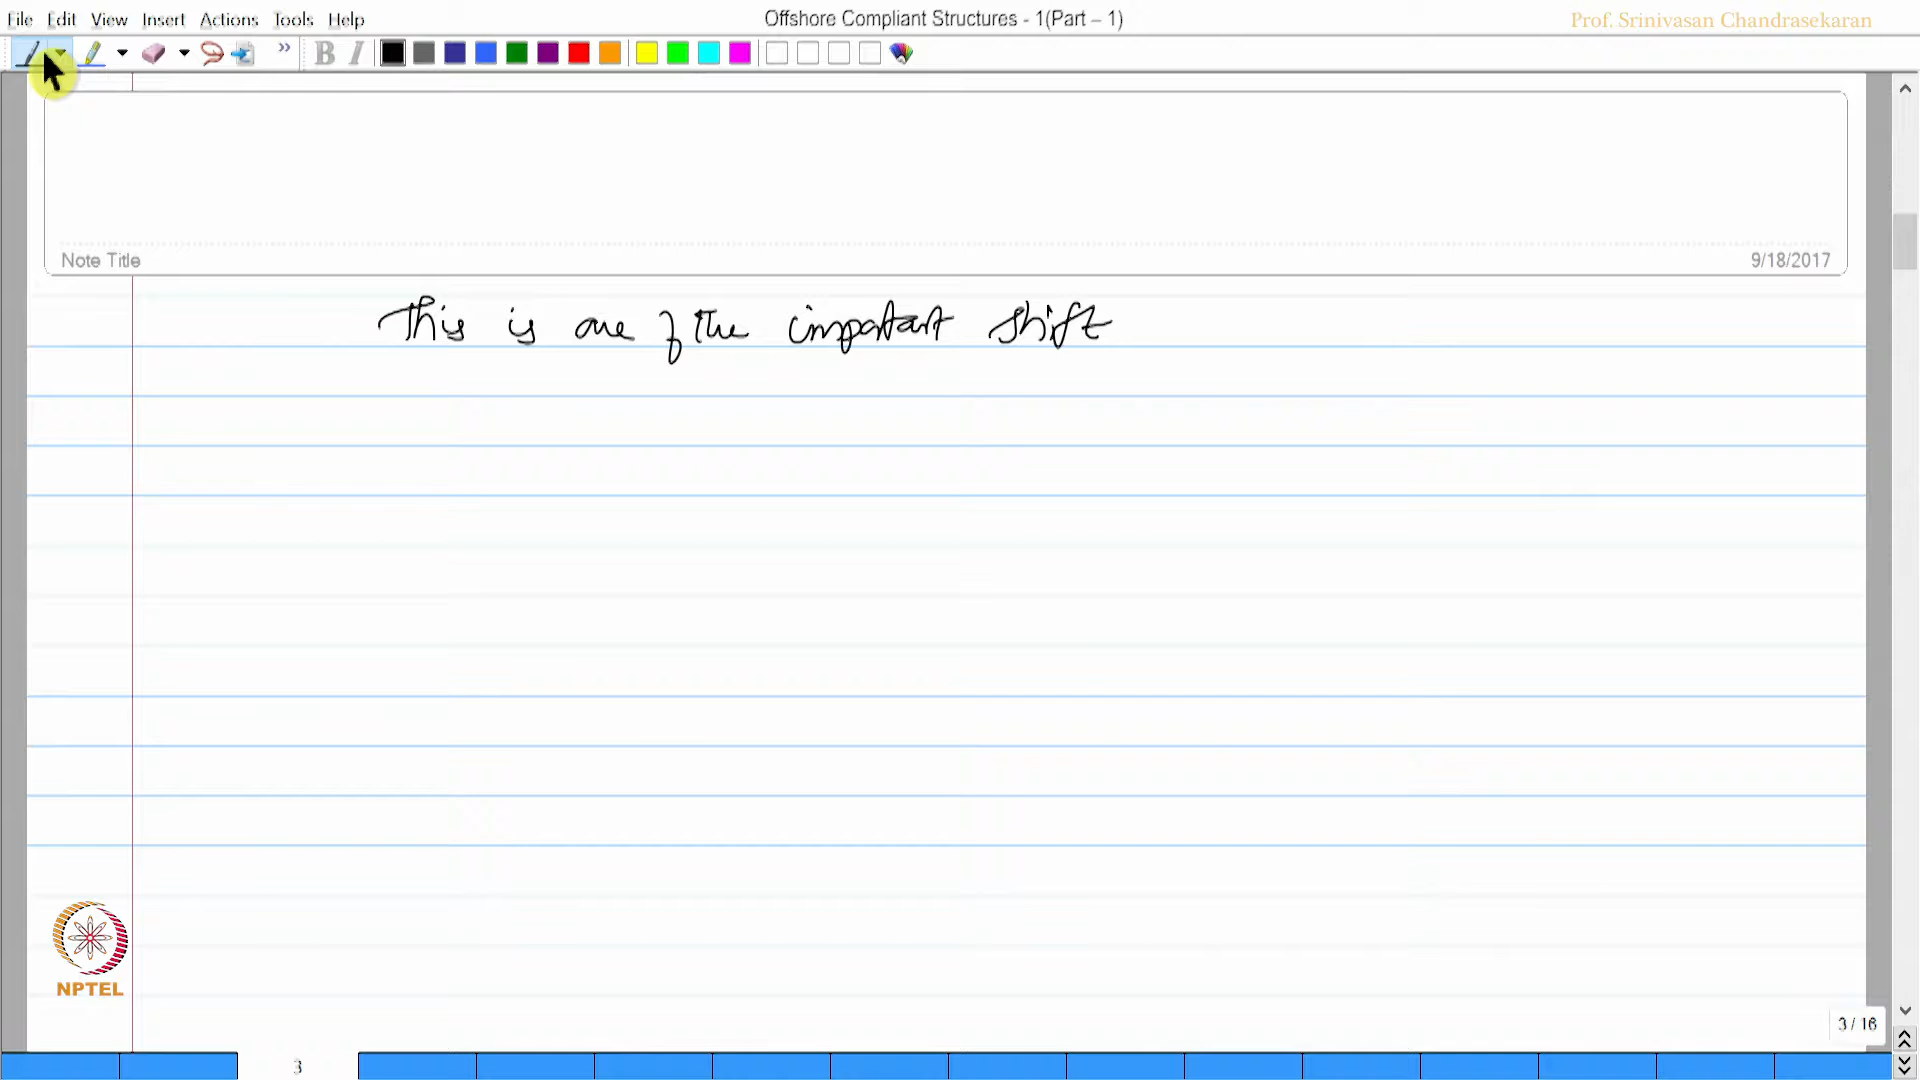 File Edit View Insert Actions Tools Help
Offshore Compliant Structures - 1(Part – 1)
Prof. Srinivasan Chandrasekaran
B I
Note Title
9/18/2017
This is one of the important shift
NPTEL
3 / 16
3